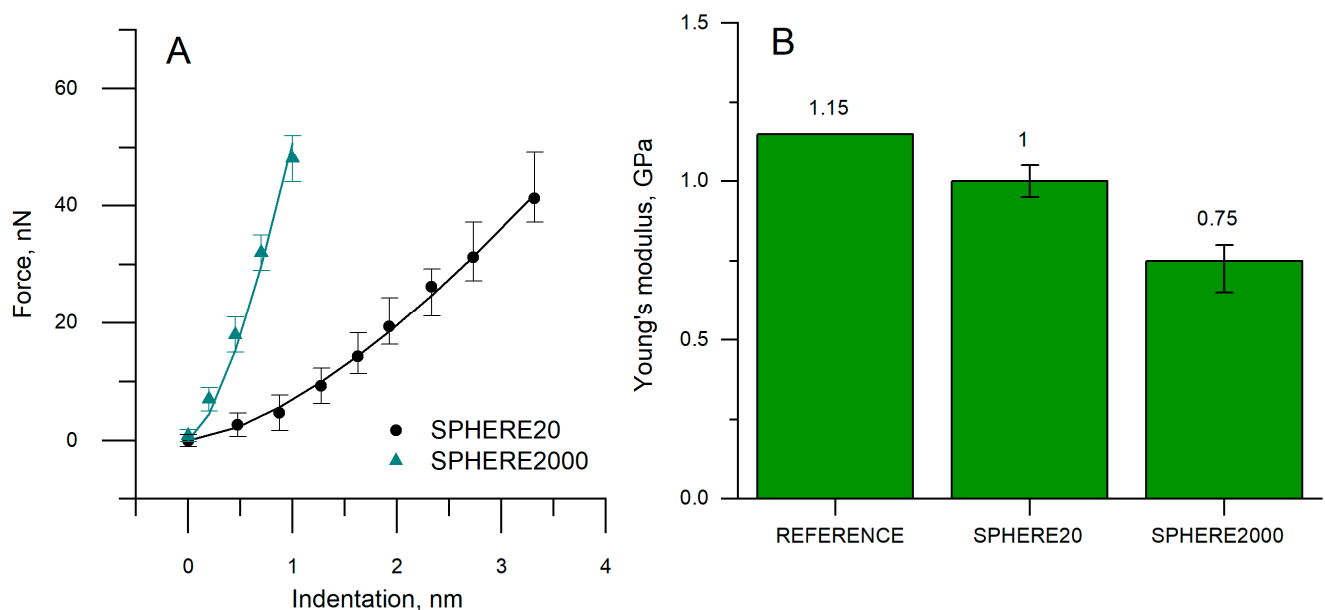 A
Force, nN
60
40
20
0
SPHERE20
SPHERE2000
0 1 2 3 4
Indentation, nm
B
Young's modulus, GPa
1.5
1.0
0.5
0.0
1.15
1
0.75
REFERENCE SPHERE20 SPHERE2000